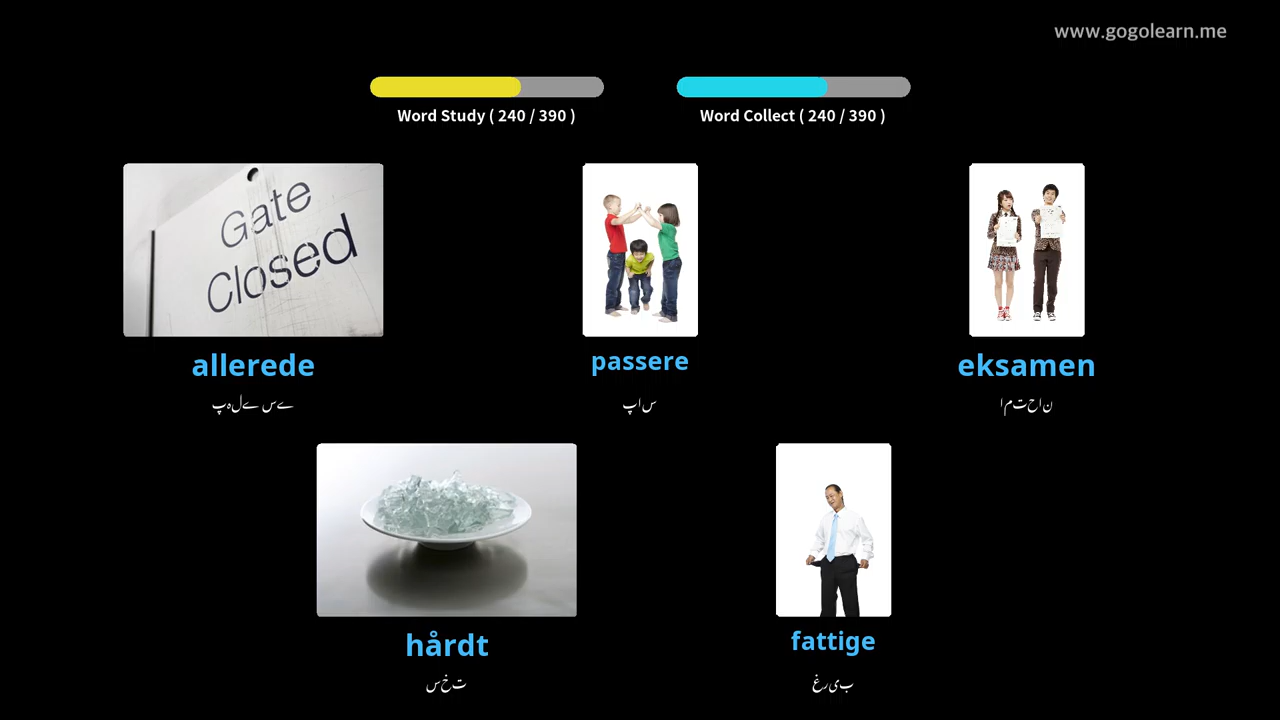 www.gogolearn.me
Word Study ( 240 / 390 )
Word Collect ( 240 / 390 )
Gate
Closed
allerede
پہلے سے
passere
پاس
eksamen
امتحان
hårdt
سخت
fattige
غریب